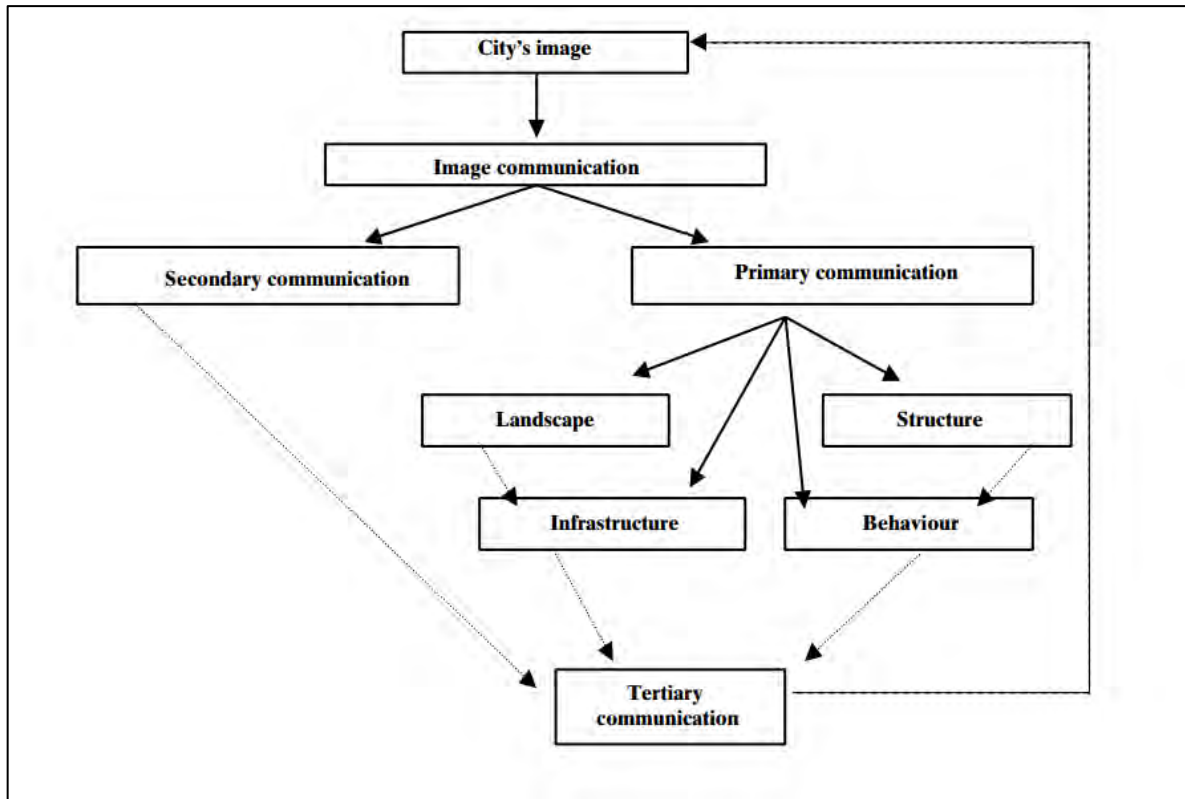 City's image
Image communication
Secondary communication
Primary communication
Landscape
Structure
Infrastructure
Behaviour
Tertiary
communication